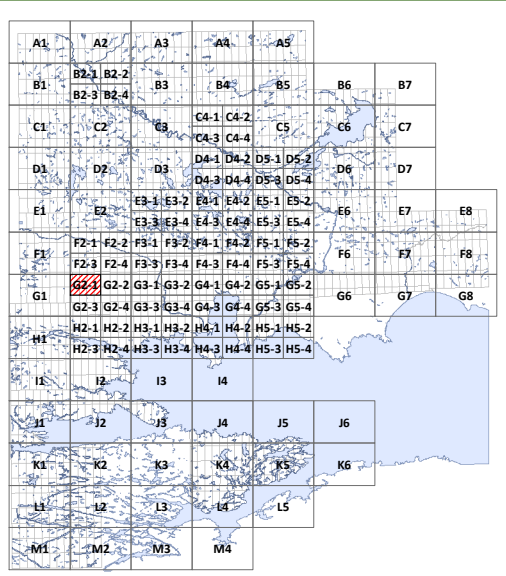 A1 A2 A3 A4 A5
B2-1 B2-2
B1 B3 B4 B5 B6 B7
B2-3 B2-4
C4-1 C4-2
C1 C2 C3 C5 C6 C7
C4-3 C4-4
D4-1 D4-2 D5-1 D5-2
D1 D2 D3 D6 D7
D4-3 D4-4 D5-3 D5-4
E3-1 E3-2 E4-1 E4-2 E5-1 E5-2
E1 E2 E6 E7 E8
E3-3 E3-4 E4-3 E4-4 E5-3 E5-4
F2-1 F2-2 F3-1 F3-2 F4-1 F4-2 F5-1 F5-2
F1 F6 F7 F8
F2-3 F2-4 F3-3 F3-4 F4-3 F4-4 F5-3 F5-4
G2-1 G2-2 G3-1 G3-2 G4-1 G4-2 G5-1 G5-2
G1 G6 G7 G8
G2-3 G2-4 G3-3 G3-4 G4-3 G4-4 G5-3 G5-4
H2-1 H2-2 H3-1 H3-2 H4-1 H4-2 H5-1 H5-2
H1
H2-3 H2-4 H3-3 H3-4 H4-3 H4-4 H5-3 H5-4
I1 I2 I3 I4
J1 J2 J3 J4 J5 J6
K1 K2 K3 K4 K5 K6
L1 L2 L3 L4 L5
M1 M2 M3 M4